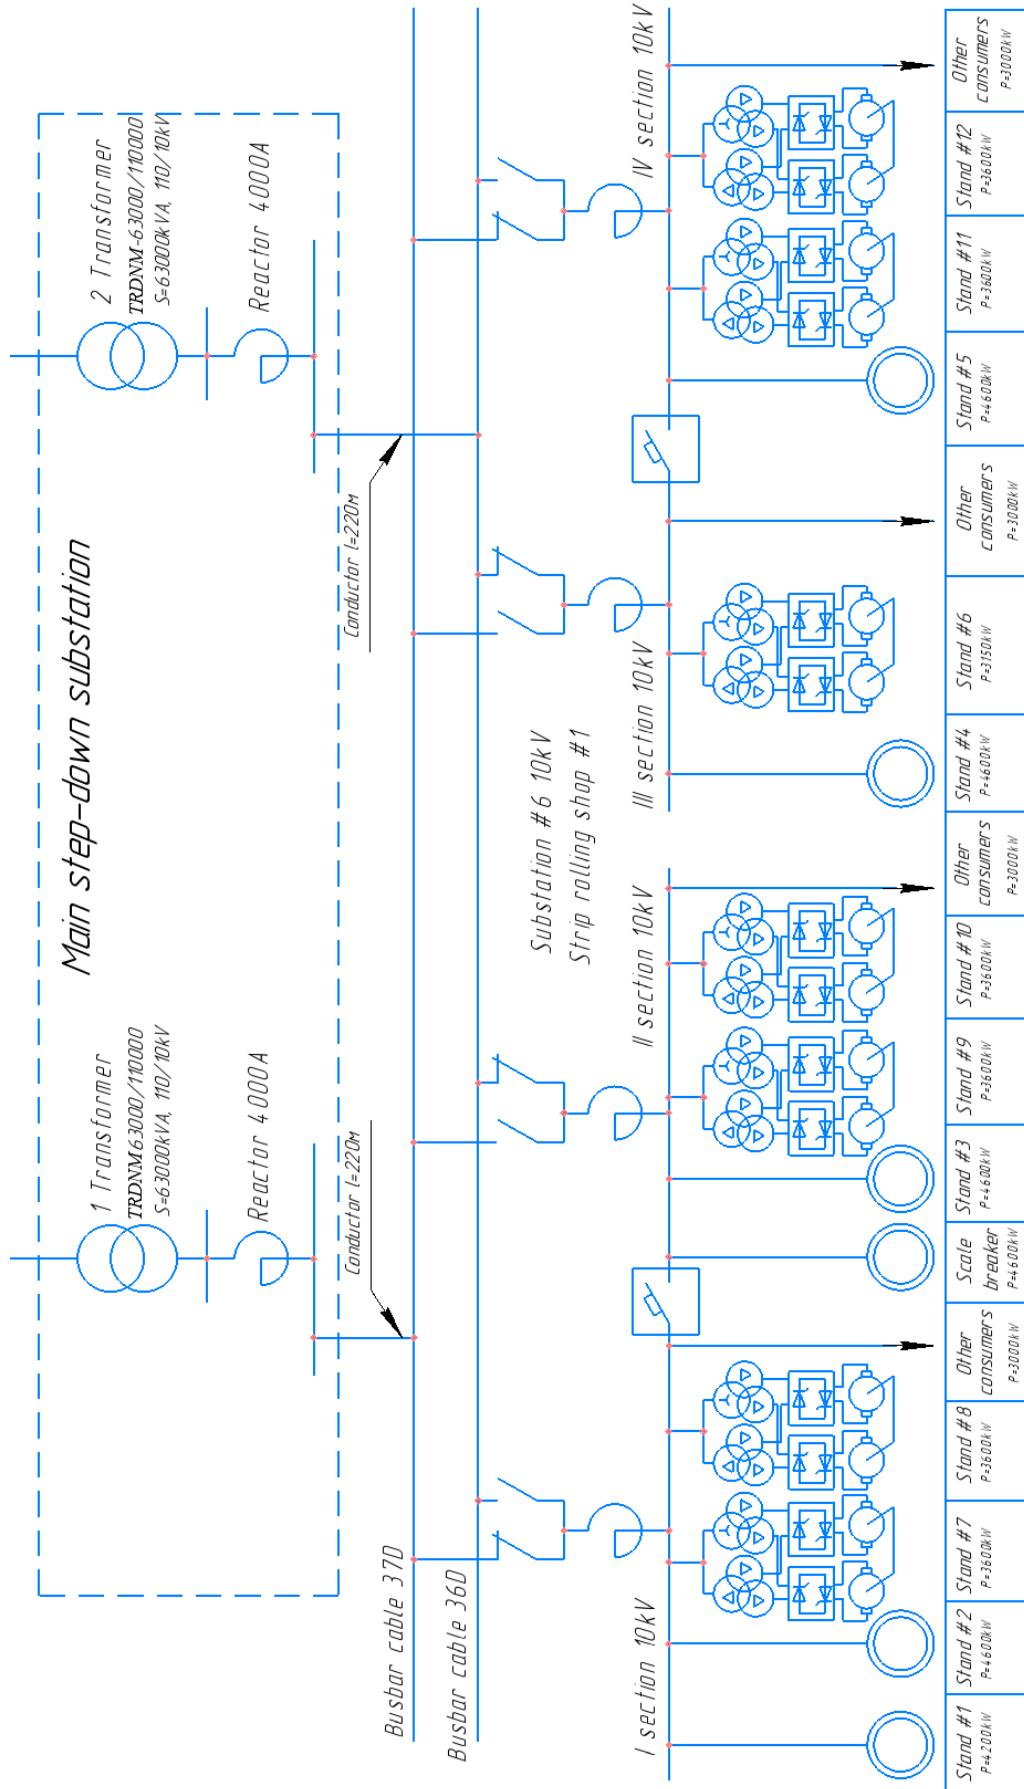 Main step-down substation
1 Transformer
TRDNM63000/110000
S=63000kVA, 110/10kV
Reactor 4000A
2 Transformer
TRDNM-63000/110000
S=63000kVA, 110/10kV
Reactor 4000A
Conductor l=220м
Conductor l=220м
Busbar cable 37D
Busbar cable 36D
Substation #6 10kV
Strip rolling shop #1
I section 10kV
II section 10kV
III section 10kV
IV section 10kV
Stand #1
P=4200kW
Stand #2
P=4600kW
Stand #7
P=3600kW
Stand #8
P=3600kW
Other
consumers
P=3000kW
Scale
breaker
P=4600kW
Stand #3
P=4600kW
Stand #9
P=3600kW
Stand #10
P=3600kW
Other
consumers
P=3000kW
Stand #4
P=4600kW
Stand #6
P=3150kW
Other
consumers
P=3000kW
Stand #5
P=4600kW
Stand #11
P=3600kW
Stand #12
P=3600kW
Other
consumers
P=3000kW